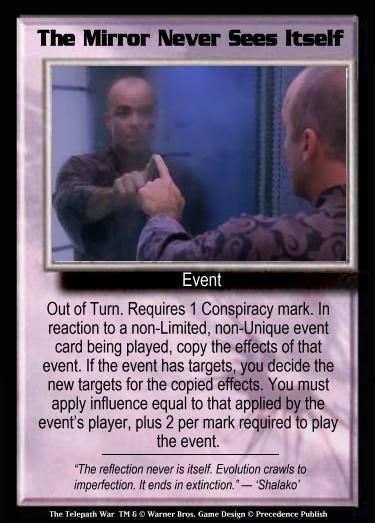 The Mirror Never Sees Itself
Event
Out of Turn. Requires 1 Conspiracy mark. In
reaction to a non-Limited, non-Unique event
card being played, copy the effects of that
event. If the event has targets, you decide the
new targets for the copied effects. You must
apply influence equal to that applied by the
event's player, plus 2 per mark required to play
the event.
“The reflection never is itself. Evolution crawls to
imperfection. It ends in extinction.” — ‘Shalako’
The Telepath War TM & © Warner Bros. Game Design © Precedence Publish